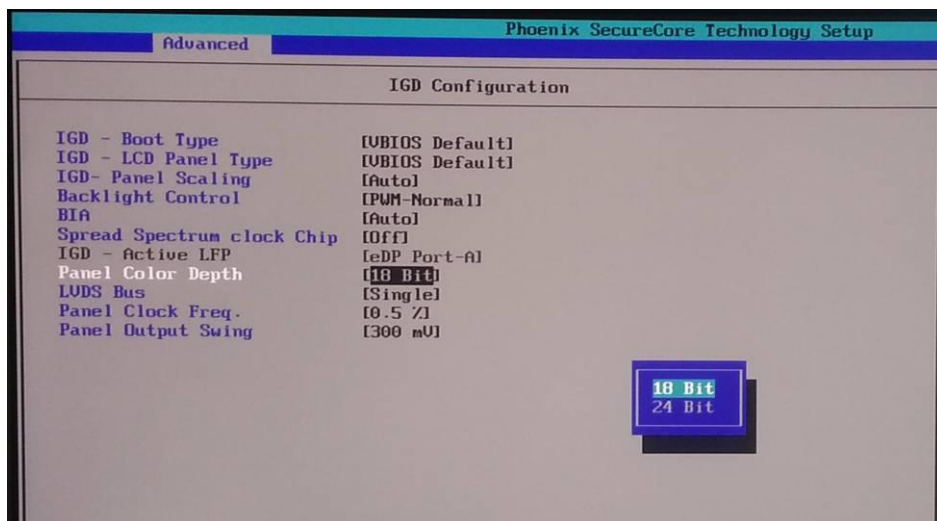 Phoenix SecureCore Technology Setup
Advanced
IGD Configuration
IGD - Boot Type [VBIOS Default]
IGD - LCD Panel Type [VBIOS Default]
IGD- Panel Scaling [Auto]
Backlight Control [PWM-Normal]
BIA [Auto]
Spread Spectrum clock Chip [Off]
IGD - Active LFP [eDP Port-A]
Panel Color Depth [18 Bit]
LVDS Bus [Single]
Panel Clock Freq. [0.5 %]
Panel Output Swing [300 mV]
18 Bit
24 Bit